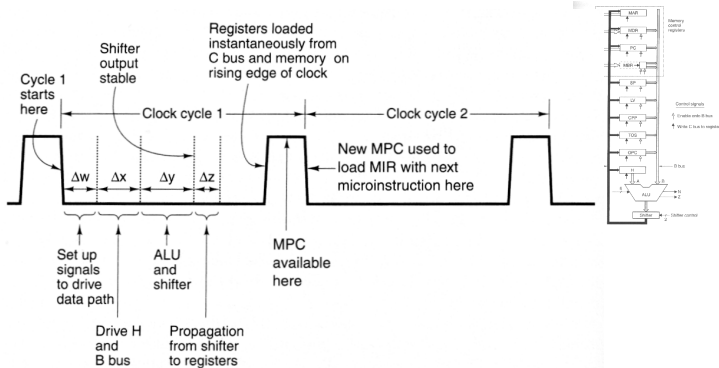 Registers loaded
instantaneously from
C bus and memory on
rising edge of clock
Shifter
output
stable
Cycle 1
starts
here
Clock cycle 1
Clock cycle 2
New MPC used to
load MIR with next
microinstruction here
Δw
Δx
Δy
Δz
MPC
available
here
Set up
signals
to drive
data path
ALU
and
shifter
Drive H
and
B bus
Propagation
from shifter
to registers
MAR
MDR
PC
MBR
SP
LV
CPP
TOS
OPC
H
Memory
control
registers
Control signals
Enable onto B bus
Write C bus to register
B bus
A
B
ALU
6
N
Z
Shifter
Shifter control
2